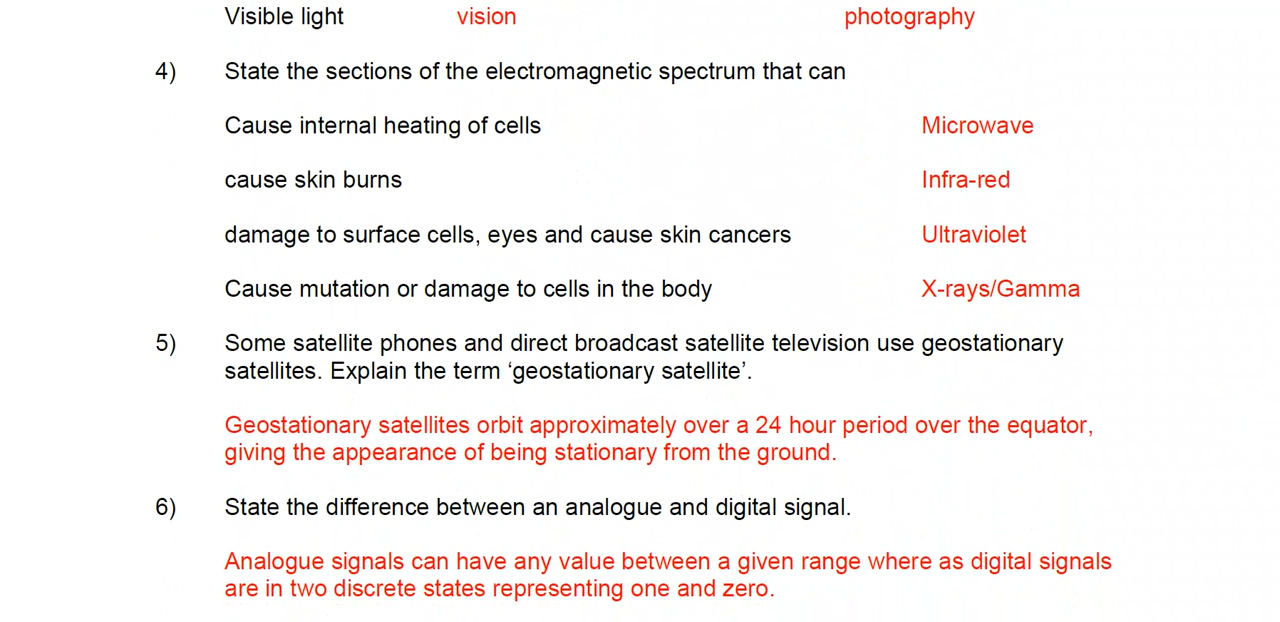 Visible light vision photography
4) State the sections of the electromagnetic spectrum that can
Cause internal heating of cells Microwave
cause skin burns Infra-red
damage to surface cells, eyes and cause skin cancers Ultraviolet
Cause mutation or damage to cells in the body X-rays/Gamma
5) Some satellite phones and direct broadcast satellite television use geostationary
satellites. Explain the term ‘geostationary satellite’.
Geostationary satellites orbit approximately over a 24 hour period over the equator,
giving the appearance of being stationary from the ground.
6) State the difference between an analogue and digital signal.
Analogue signals can have any value between a given range where as digital signals
are in two discrete states representing one and zero.